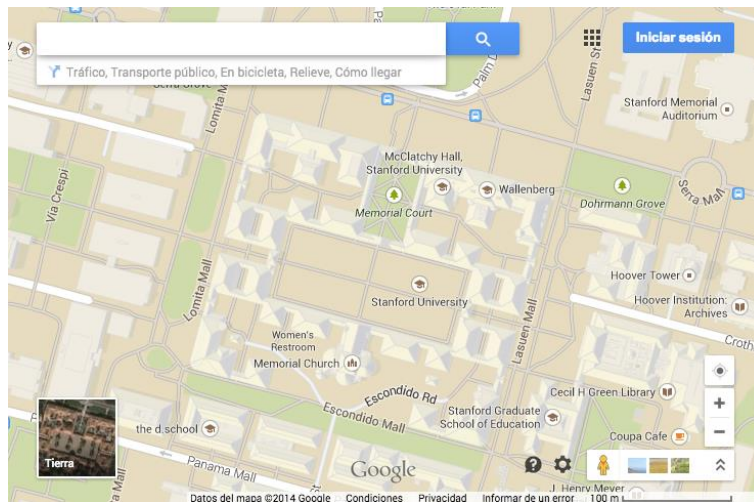 Iniciar sesión
Tráfico, Transporte público, En bicicleta, Relieve, Cómo llegar
Palm D
Lasuen St
Lomita Mall
Stanford Memorial
Auditorium
McClatchy Hall,
Stanford University
Wallenberg
Via Crespi
Memorial Court
Dohrmann Grove
Serra Mall
Hoover Tower
Lomita Mall
Stanford University
Hoover Institution:
Archives
Lasuen Mall
Women's
Restroom
Croth
Memorial Church
Escondido Rd
Cecil H Green Library
Escondido Mall
Stanford Graduate
School of Education
the d.school
Coupa Cafe
Tierra
Panama Mall
Google
J. Henry Meyer
Datos del mapa ©2014 Google Condiciones Privacidad Informar de un error 100 m